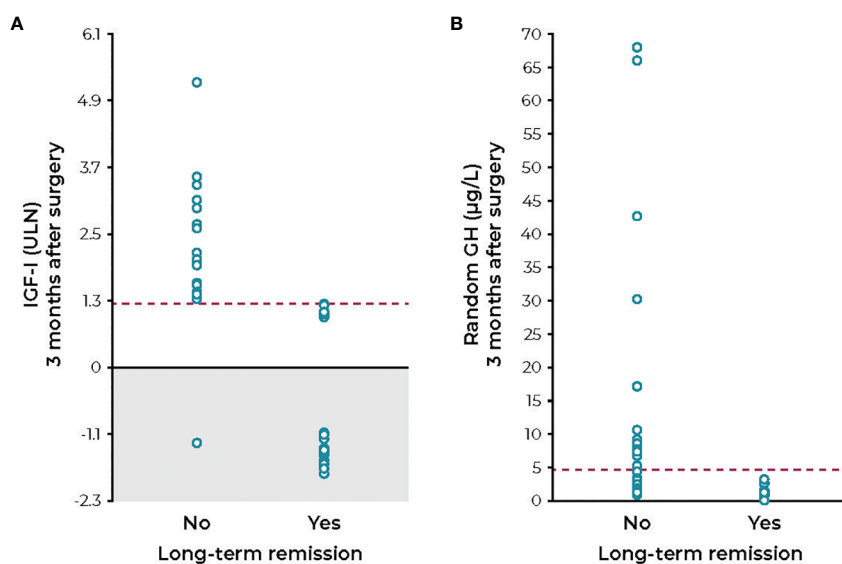 A
6.1
4.9
3.7
2.5
1.3
0
-1.1
-2.3
IGF-I (ULN)
3 months after surgery
No
Yes
Long-term remission
B
70
65
60
55
50
45
40
35
30
25
20
15
10
5
0
Random GH (µg/L)
3 months after surgery
No
Yes
Long-term remission